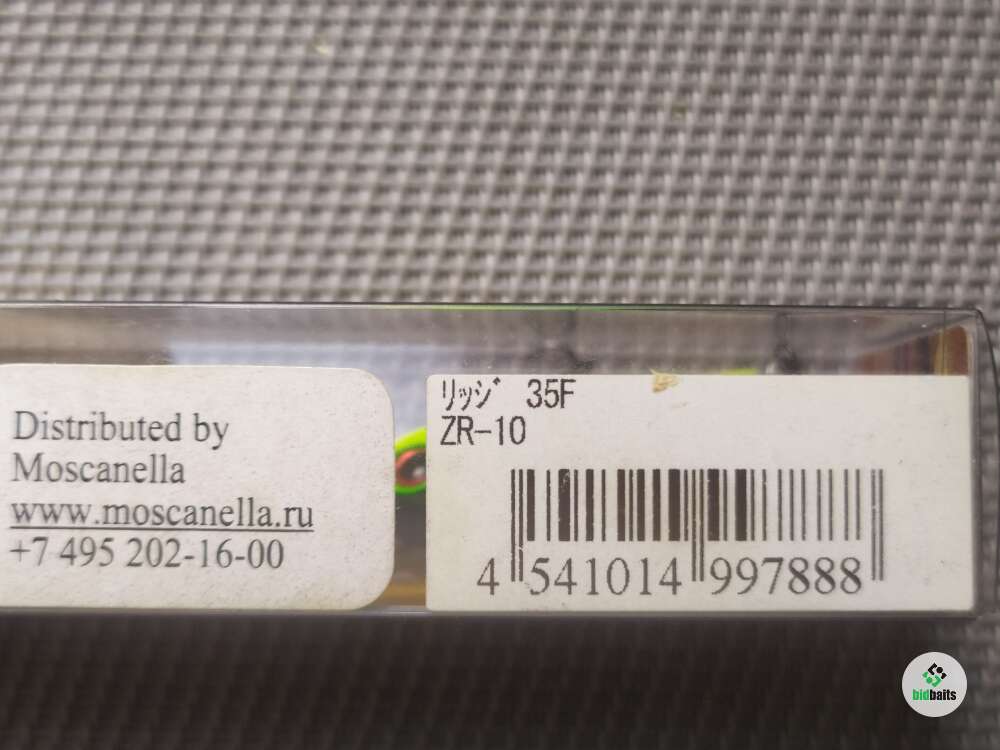 Distributed by
Moscanella
www.moscanella.ru
+7 495 202-16-00
ﾘｯｼﾞ 35F
ZR-10
4 541014 997888
bidbaits